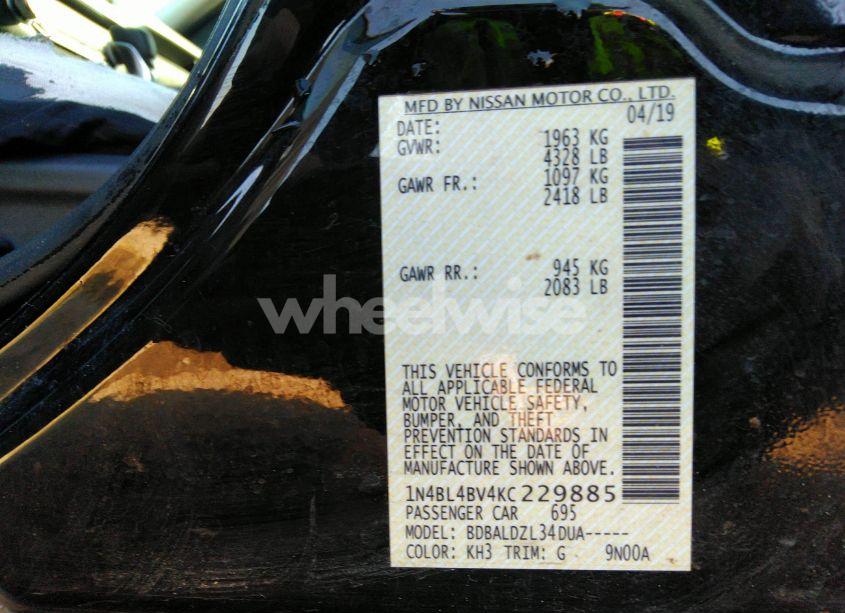 MFD BY NISSAN MOTOR CO., LTD.
DATE: 04/19
GVWR: 1963 KG
4328 LB
GAWR FR.: 1097 KG
2418 LB
GAWR RR.: 945 KG
2083 LB
wheelwise
THIS VEHICLE CONFORMS TO
ALL APPLICABLE FEDERAL
MOTOR VEHICLE SAFETY,
BUMPER, AND THEFT
PREVENTION STANDARDS IN
EFFECT ON THE DATE OF
MANUFACTURE SHOWN ABOVE.
1N4BL4BV4KC229885
PASSENGER CAR 695
MODEL: BDBALDZL34DUA-----
COLOR: KH3 TRIM: G 9N00A